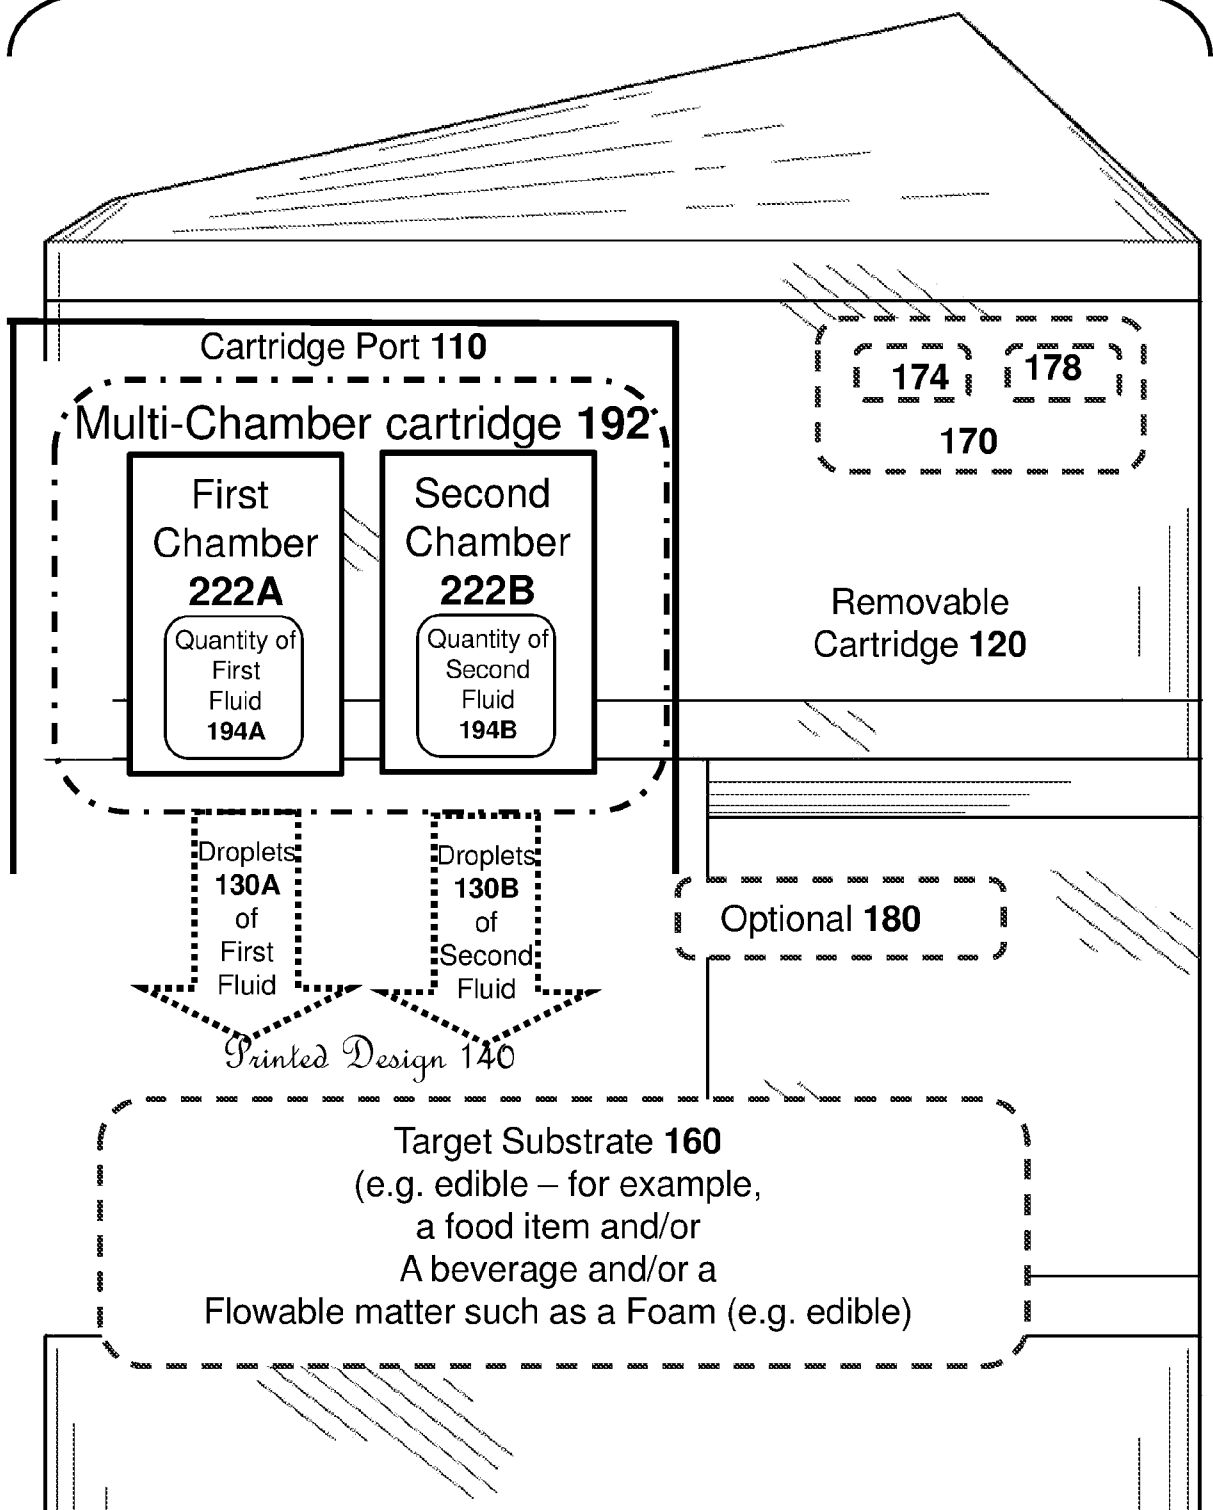 Cartridge Port 110
Multi-Chamber cartridge 192
174
178
170
First
Chamber
222A
Quantity of
First
Fluid
194A
Second
Chamber
222B
Quantity of
Second
Fluid
194B
Removable
Cartridge 120
Droplets
130A
of
First
Fluid
Droplets
130B
of
Second
Fluid
Optional 180
Printed Design 140
Target Substrate 160
(e.g. edible – for example,
a food item and/or
A beverage and/or a
Flowable matter such as a Foam (e.g. edible)